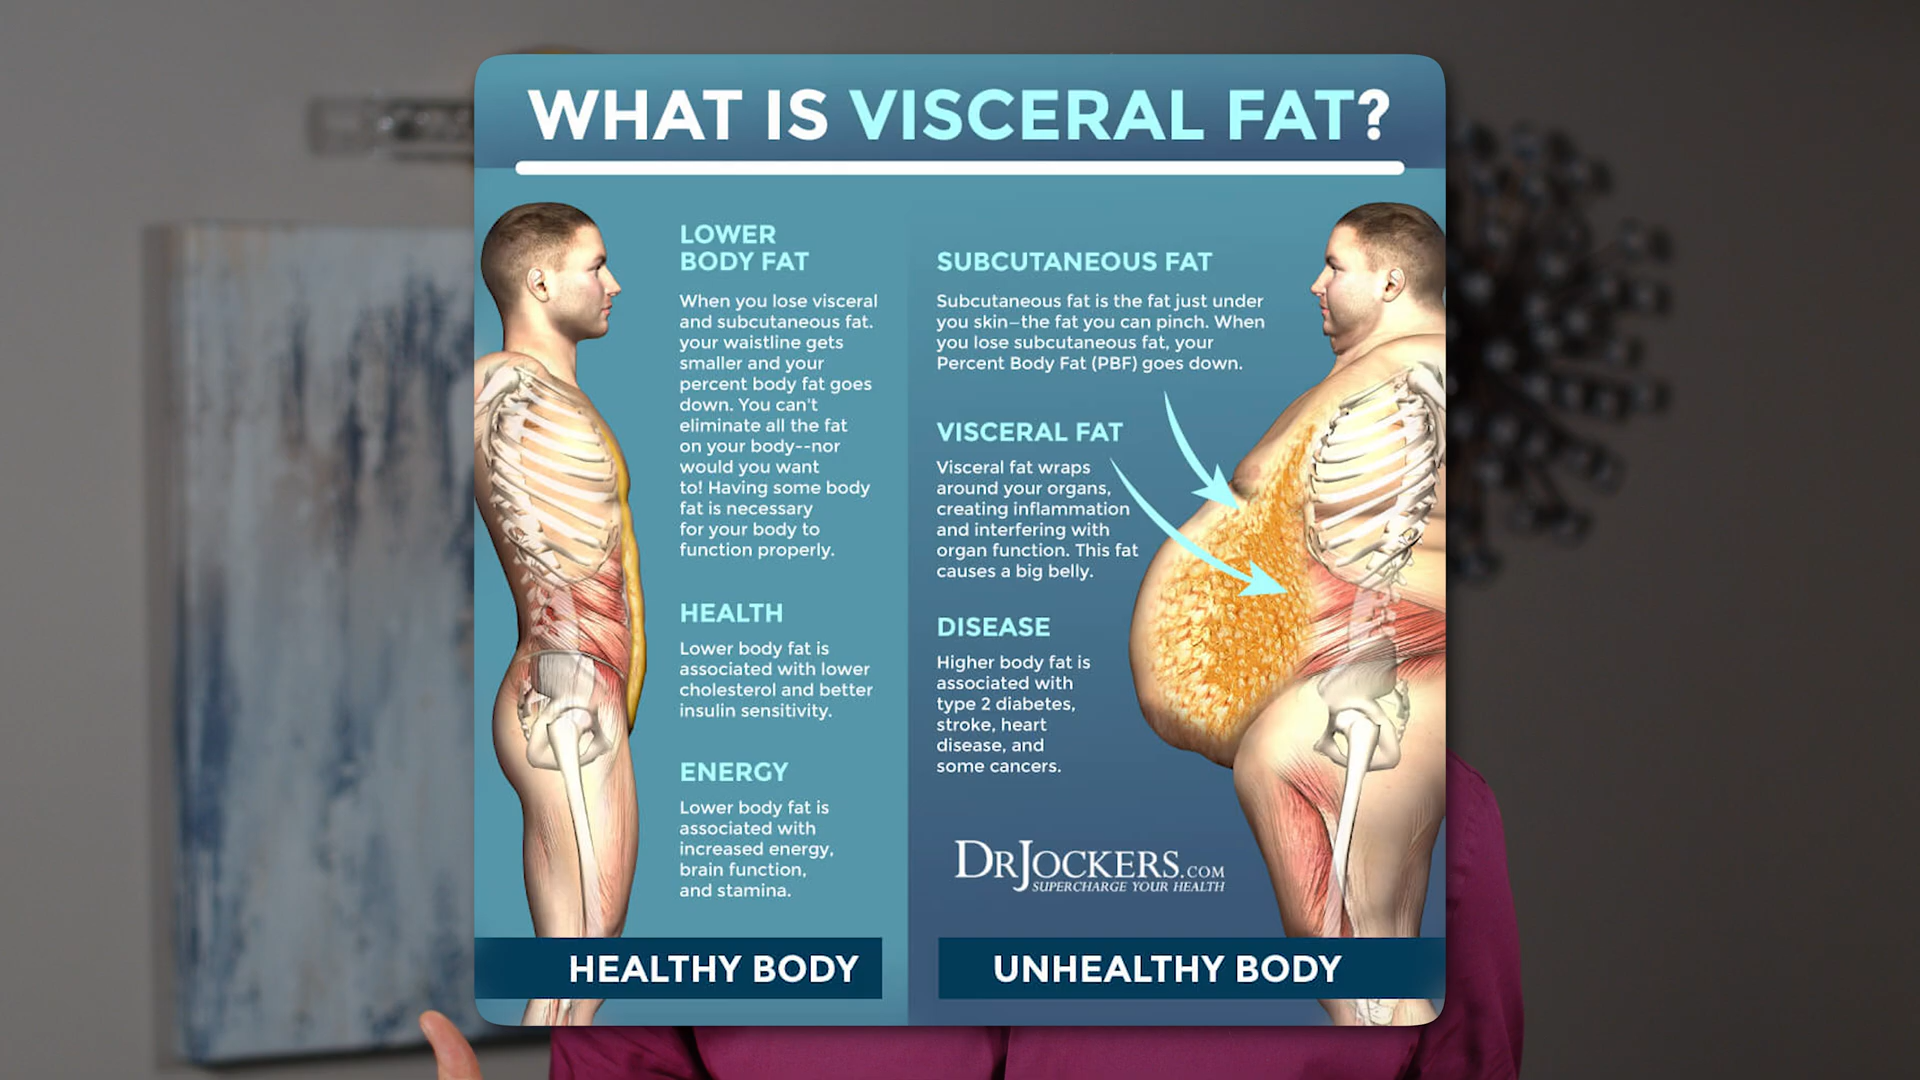 WHAT IS VISCERAL FAT?
LOWER
BODY FAT
When you lose visceral
and subcutaneous fat.
your waistline gets
smaller and your
percent body fat goes
down. You can't
eliminate all the fat
on your body--nor
would you want
to! Having some body
fat is necessary
for your body to
function properly.
HEALTH
Lower body fat is
associated with lower
cholesterol and better
insulin sensitivity.
ENERGY
Lower body fat is
associated with
increased energy,
brain function,
and stamina.
HEALTHY BODY
SUBCUTANEOUS FAT
Subcutaneous fat is the fat just under
you skin–the fat you can pinch. When
you lose subcutaneous fat, your
Percent Body Fat (PBF) goes down.
VISCERAL FAT
Visceral fat wraps
around your organs,
creating inflammation
and interfering with
organ function. This fat
causes a big belly.
DISEASE
Higher body fat is
associated with
type 2 diabetes,
stroke, heart
disease, and
some cancers.
DRJOCKERS.COM
SUPERCHARGE YOUR HEALTH
UNHEALTHY BODY